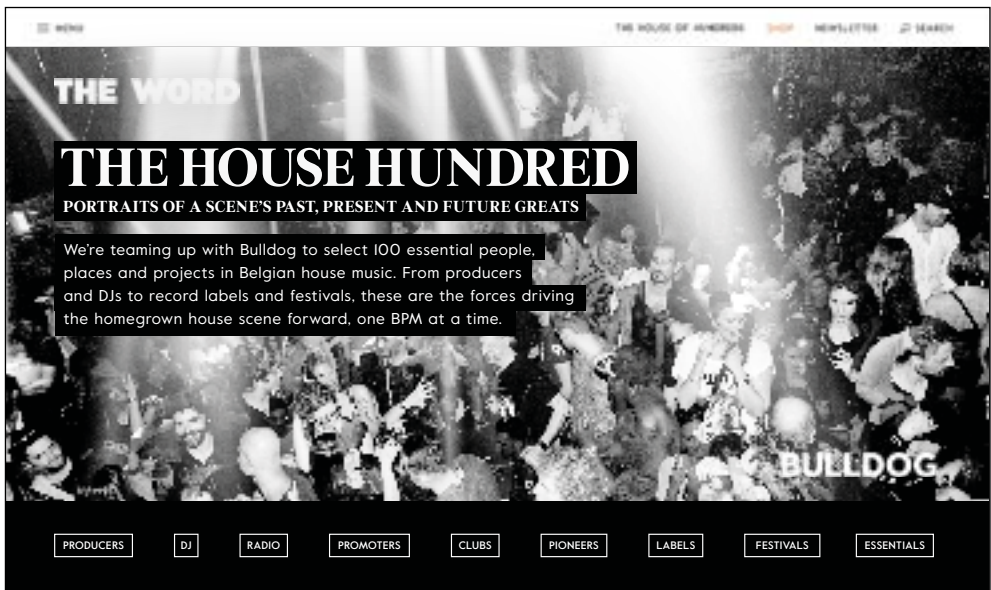 MENU
THE HOUSE OF HUNDREDS SHOP NEWSLETTER SEARCH
THE WORD
THE HOUSE HUNDRED
PORTRAITS OF A SCENE'S PAST, PRESENT AND FUTURE GREATS
We're teaming up with Bulldog to select 100 essential people,
places and projects in Belgian house music. From producers
and DJs to record labels and festivals, these are the forces driving
the homegrown house scene forward, one BPM at a time.
BULLDOG
PRODUCERS DJ RADIO PROMOTERS CLUBS PIONEERS LABELS FESTIVALS ESSENTIALS